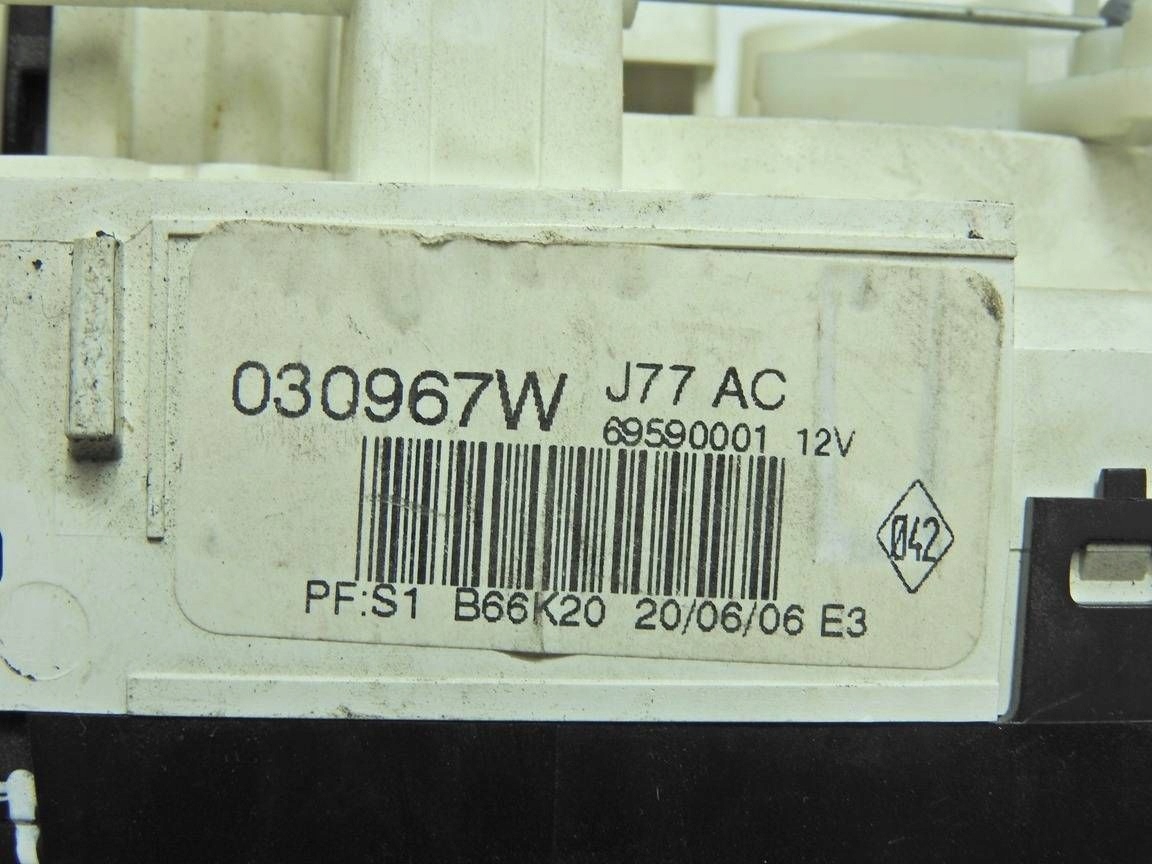 030967W J77 AC
69590001 12V
Ø42
PF:S1 B66K20 20/06/06 E3